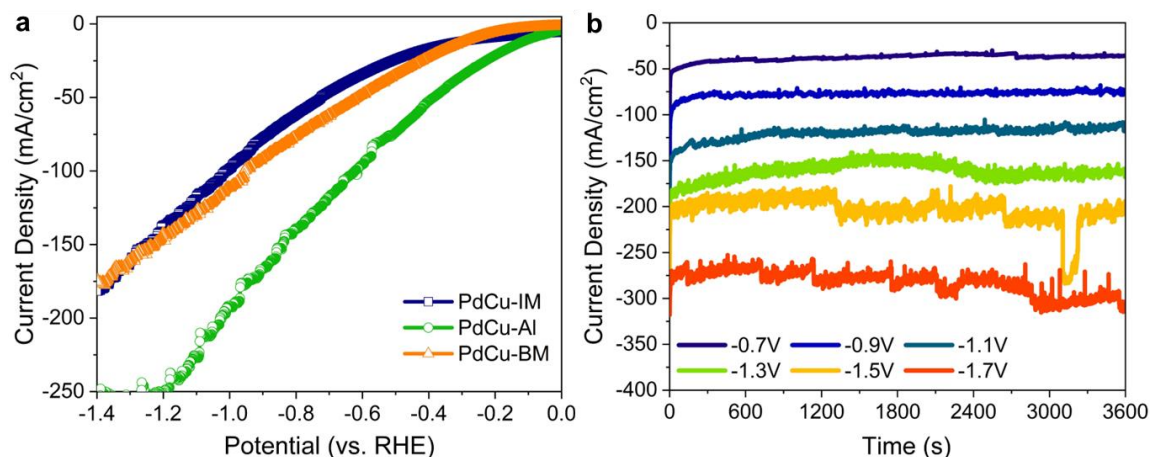 a
0
-50
-100
-150
-200
-250
Current Density (mA/cm²)
PdCu-IM
PdCu-Al
PdCu-BM
-1.4 -1.2 -1.0 -0.8 -0.6 -0.4 -0.2 0.0
Potential (vs. RHE)
b
0
-50
-100
-150
-200
-250
-300
-350
-400
Current Density (mA/cm²)
-0.7V -0.9V -1.1V
-1.3V -1.5V -1.7V
0 600 1200 1800 2400 3000 3600
Time (s)